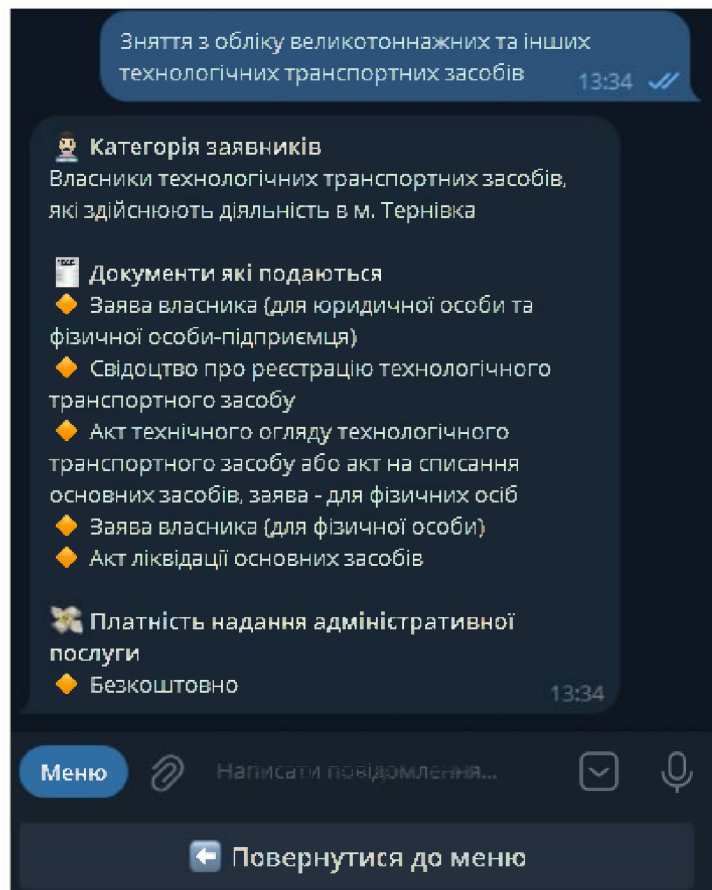 Зняття з обліку великотоннажних та інших
технологічних транспортних засобів 13:34
Категорія заявників
Власники технологічних транспортних засобів,
які здійснюють діяльність в м. Тернівка
Документи які подаються
🔸 Заява власника (для юридичної особи та
фізичної особи-підприємця)
🔸 Свідоцтво про реєстрацію технологічного
транспортного засобу
🔸 Акт технічного огляду технологічного
транспортного засобу або акт на списання
основних засобів, заява - для фізичних осіб
🔸 Заява власника (для фізичної особи)
🔸 Акт ліквідації основних засобів
Платність надання адміністративної
послуги
🔸 Безкоштовно 13:34
Меню Написати повідомлення...
Повернутися до меню